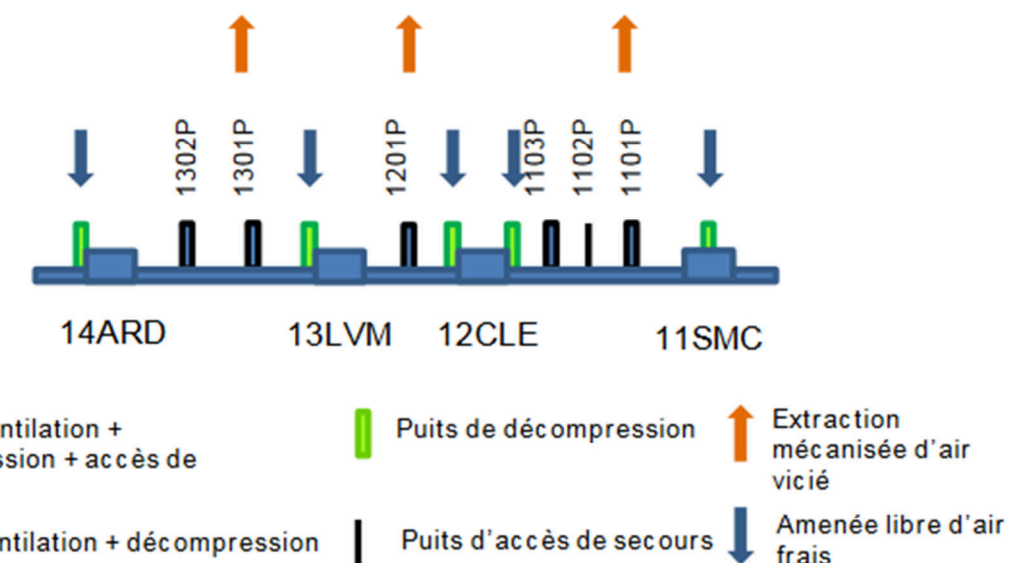 1302P
1301P
1201P
1103P
1102P
1101P
14ARD
13LVM
12CLE
11SMC
ntilation +
ssion + accès de
ntilation + décompression
Puits de décompression
Puits d'accès de secours
Extraction
mécanisée d'air
vicié
Amenée libre d'air
frais